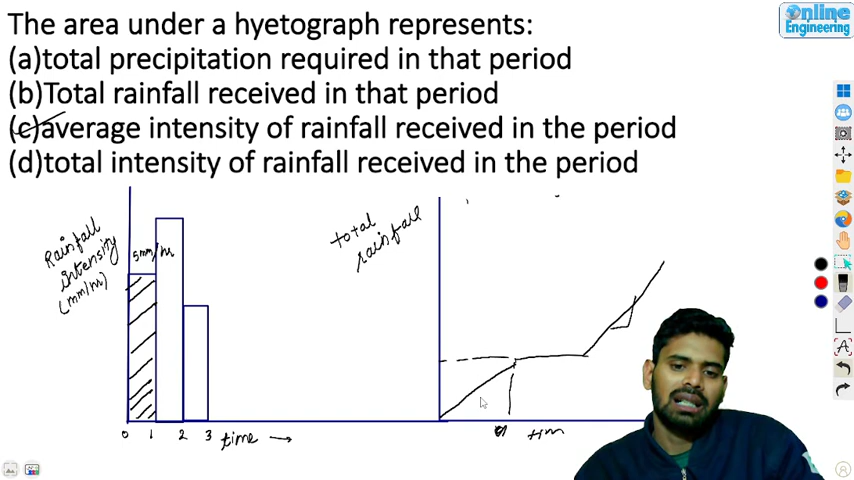 The area under a hyetograph represents:
(a)total precipitation required in that period
(b)Total rainfall received in that period
(c)average intensity of rainfall received in the period
(d)total intensity of rainfall received in the period
Online
Engineering
Rainfall
intensity
(mm/hr)
5mm/hr
0 1 2 3 time
total
rainfall
tim
A